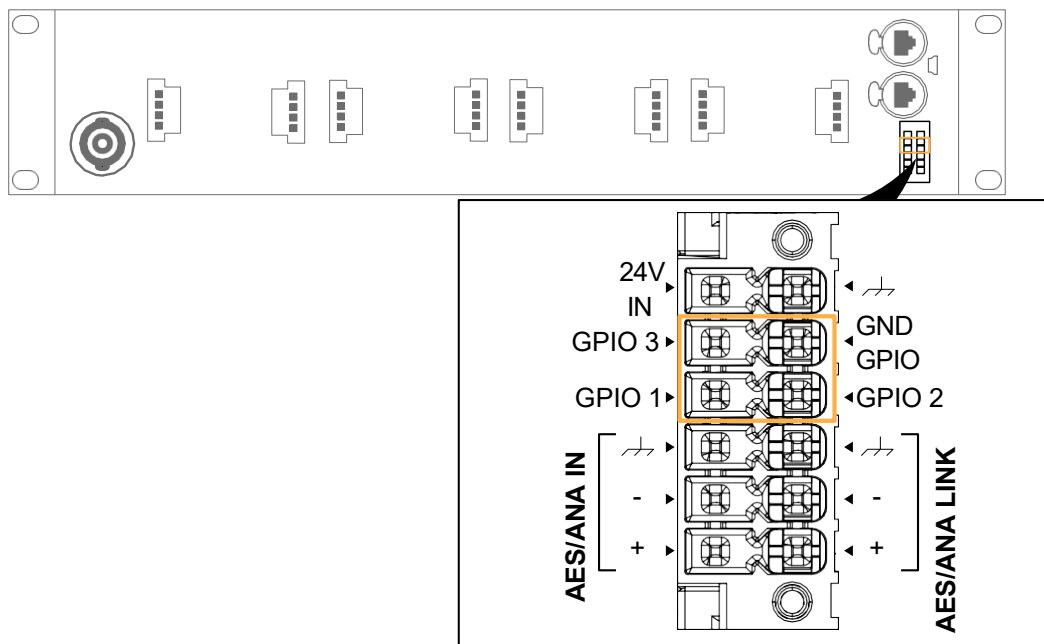 24V
IN
GPIO 3
GND
GPIO
GPIO 1
GPIO 2
AES/ANA IN
-
+
AES/ANA LINK
-
+